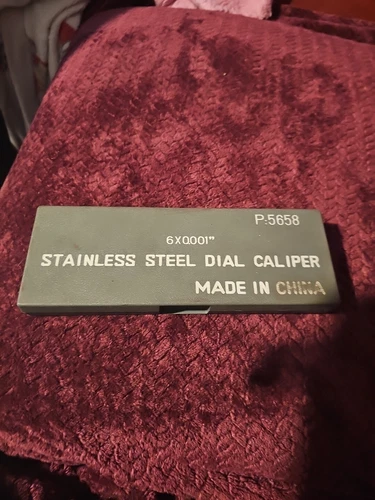 P.5658
6X0.001"
STAINLESS STEEL DIAL CALIPER
MADE IN CHINA